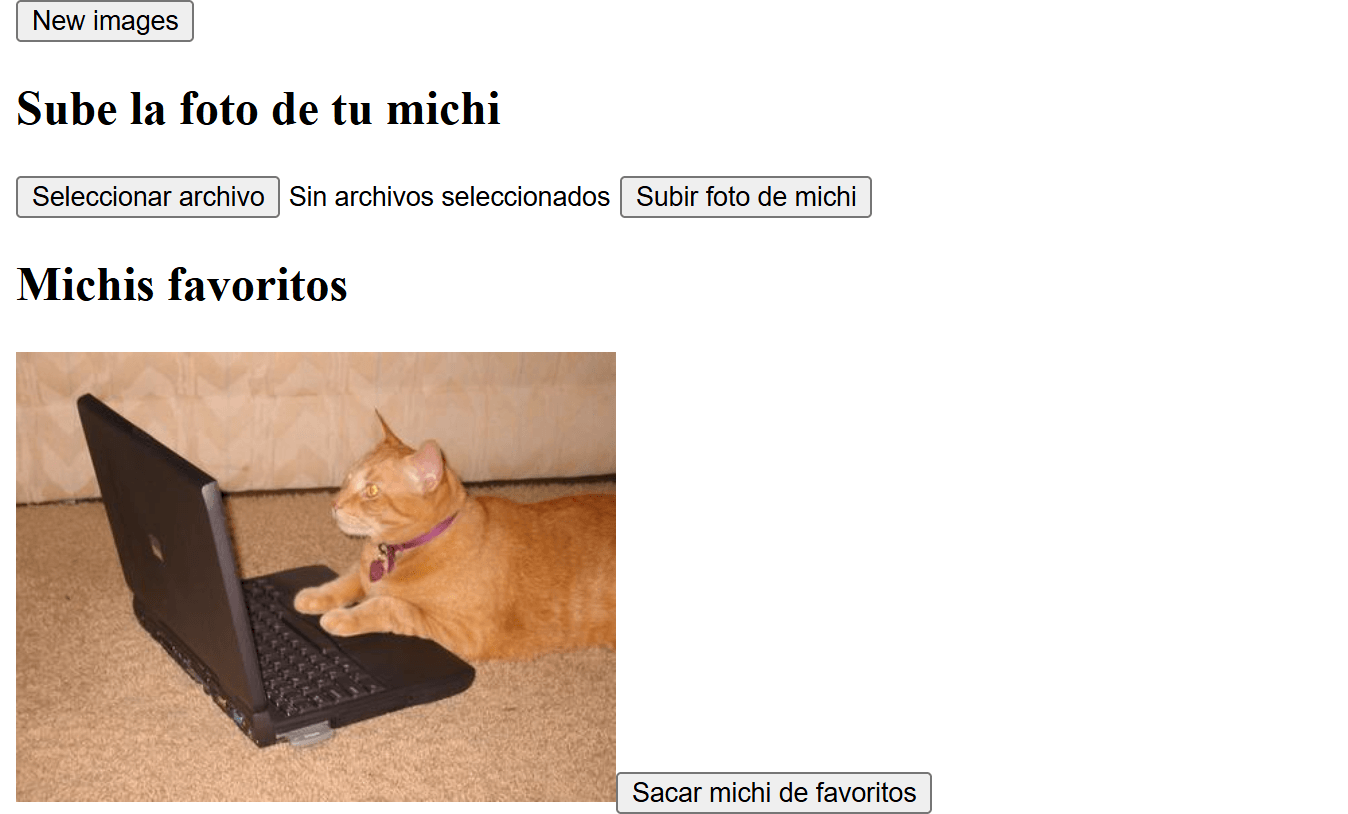 New images
Sube la foto de tu michi
Seleccionar archivo Sin archivos seleccionados Subir foto de michi
Michis favoritos
Sacar michi de favoritos